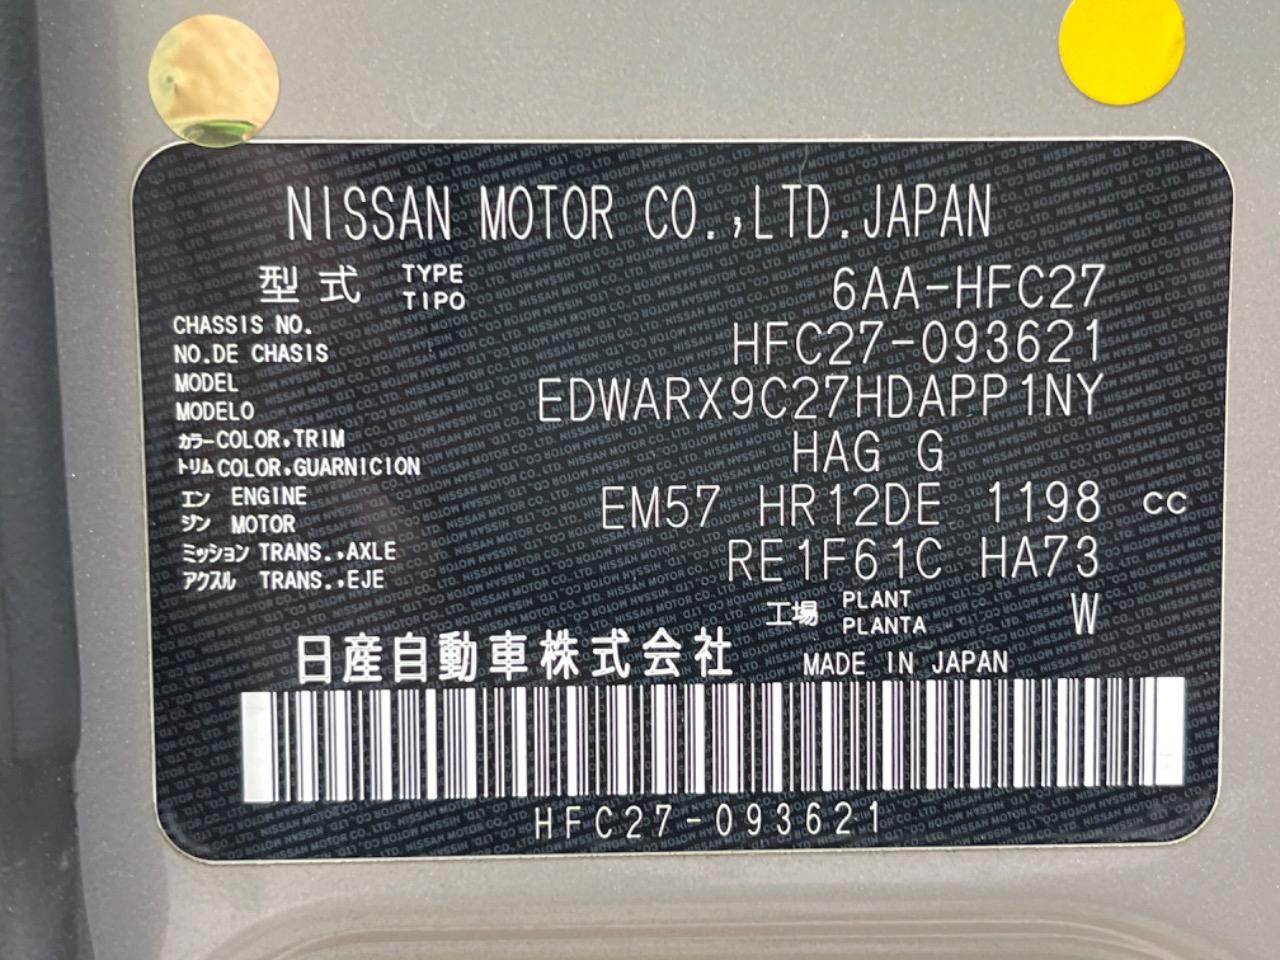 NISSAN MOTOR CO.,LTD.JAPAN
型式 TYPE TIPO 6AA-HFC27
CHASSIS NO. NO.DE CHASIS HFC27-093621
MODEL MODELO EDWARX9C27HDAPP1NY
カラー COLOR,TRIM トリム COLOR,GUARNICION HAG G
エンジン ENGINE MOTOR EM57 HR12DE 1198 cc
ミッション TRANS.,AXLE アクスル TRANS.,EJE RE1F61C HA73
工場 PLANT PLANTA W
日産自動車株式会社 MADE IN JAPAN
HFC27-093621